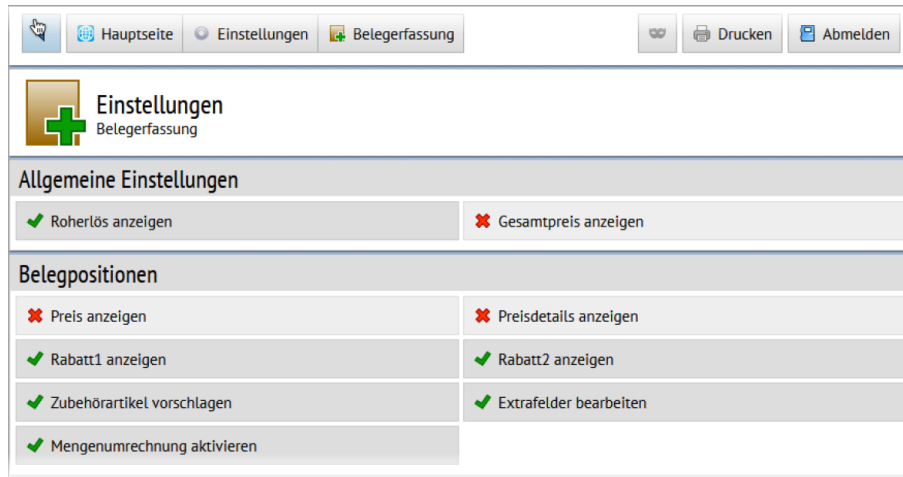 Hauptseite Einstellungen Belegerfassung Drucken Abmelden
Einstellungen
Belegerfassung
Allgemeine Einstellungen
Roherlös anzeigen Gesamtpreis anzeigen
Belegpositionen
Preis anzeigen Preisdetails anzeigen
Rabatt1 anzeigen Rabatt2 anzeigen
Zubehörartikel vorschlagen Extrafelder bearbeiten
Mengenumrechnung aktivieren